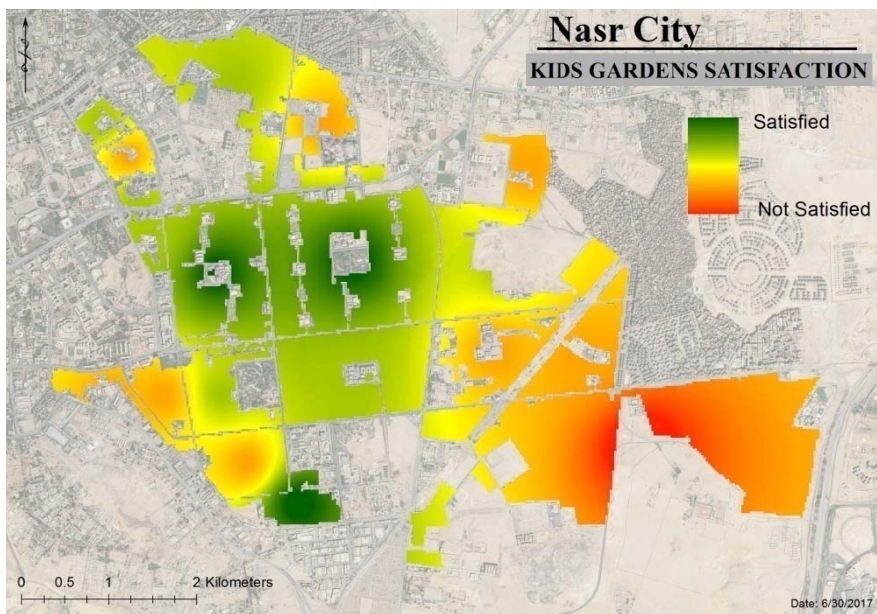 Nasr City
KIDS GARDENS SATISFACTION
Satisfied
Not Satisfied
0 0.5 1 2 Kilometers
Date: 6/30/2017